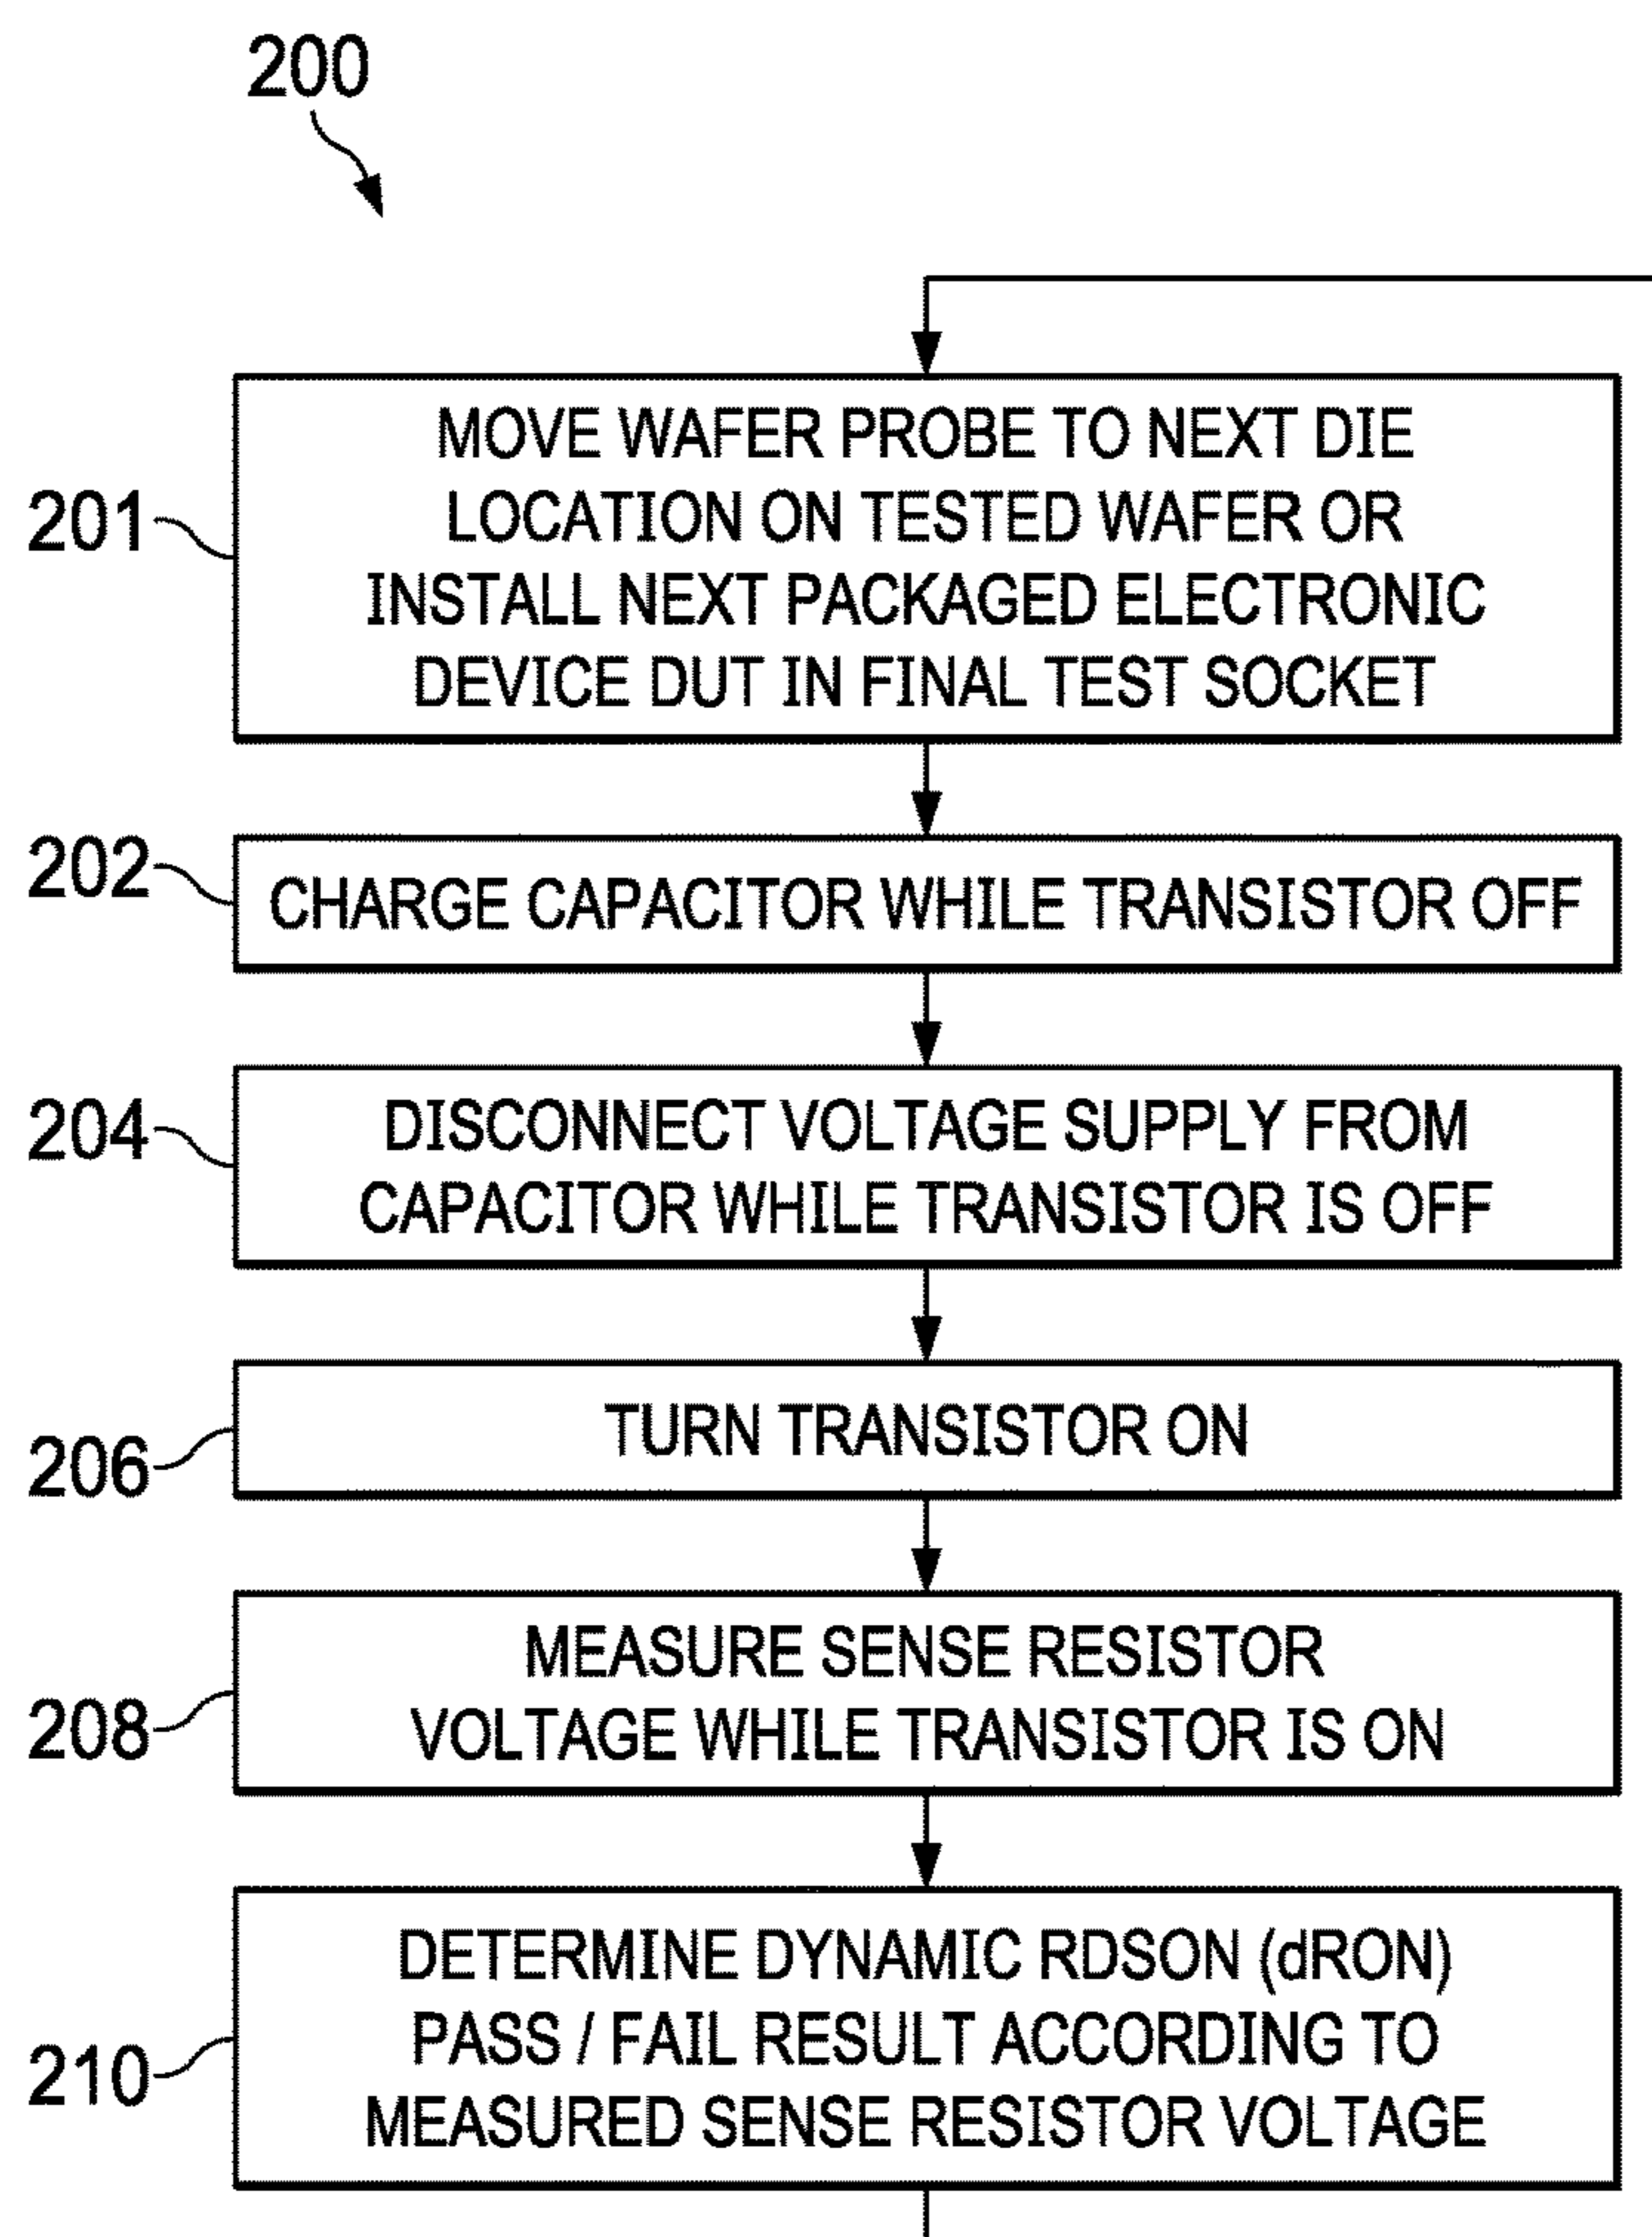 200
201
MOVE WAFER PROBE TO NEXT DIE
LOCATION ON TESTED WAFER OR
INSTALL NEXT PACKAGED ELECTRONIC
DEVICE DUT IN FINAL TEST SOCKET
202
CHARGE CAPACITOR WHILE TRANSISTOR OFF
204
DISCONNECT VOLTAGE SUPPLY FROM
CAPACITOR WHILE TRANSISTOR IS OFF
206
TURN TRANSISTOR ON
208
MEASURE SENSE RESISTOR
VOLTAGE WHILE TRANSISTOR IS ON
210
DETERMINE DYNAMIC RDSON (dRON)
PASS / FAIL RESULT ACCORDING TO
MEASURED SENSE RESISTOR VOLTAGE